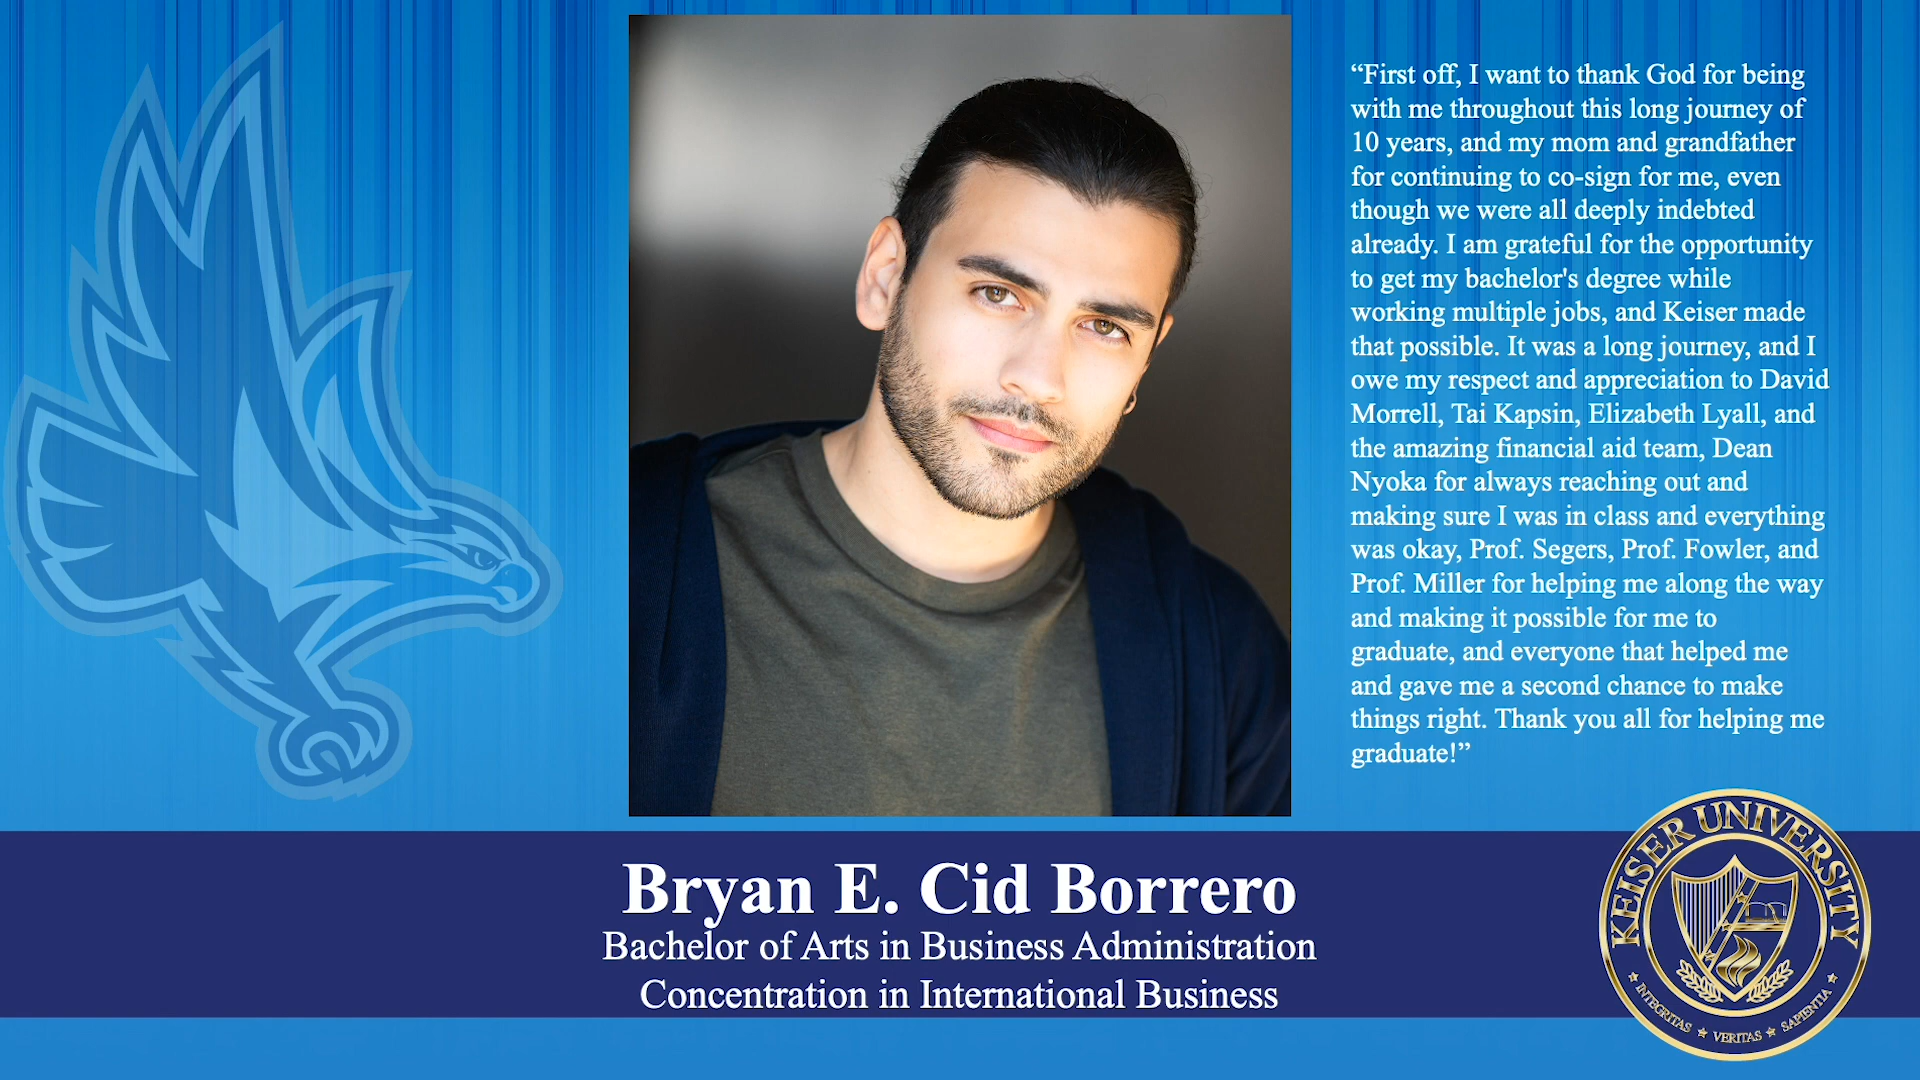 “First off, I want to thank God for being
with me throughout this long journey of
10 years, and my mom and grandfather
for continuing to co-sign for me, even
though we were all deeply indebted
already. I am grateful for the opportunity
to get my bachelor's degree while
working multiple jobs, and Keiser made
that possible. It was a long journey, and I
owe my respect and appreciation to David
Morrell, Tai Kapsin, Elizabeth Lyall, and
the amazing financial aid team, Dean
Nyoka for always reaching out and
making sure I was in class and everything
was okay, Prof. Segers, Prof. Fowler, and
Prof. Miller for helping me along the way
and making it possible for me to
graduate, and everyone that helped me
and gave me a second chance to make
things right. Thank you all for helping me
graduate!”
Bryan E. Cid Borrero
Bachelor of Arts in Business Administration
Concentration in International Business
KEISER UNIVERSITY
INTEGRITAS ★ VERITAS ★ SAPIENTIA